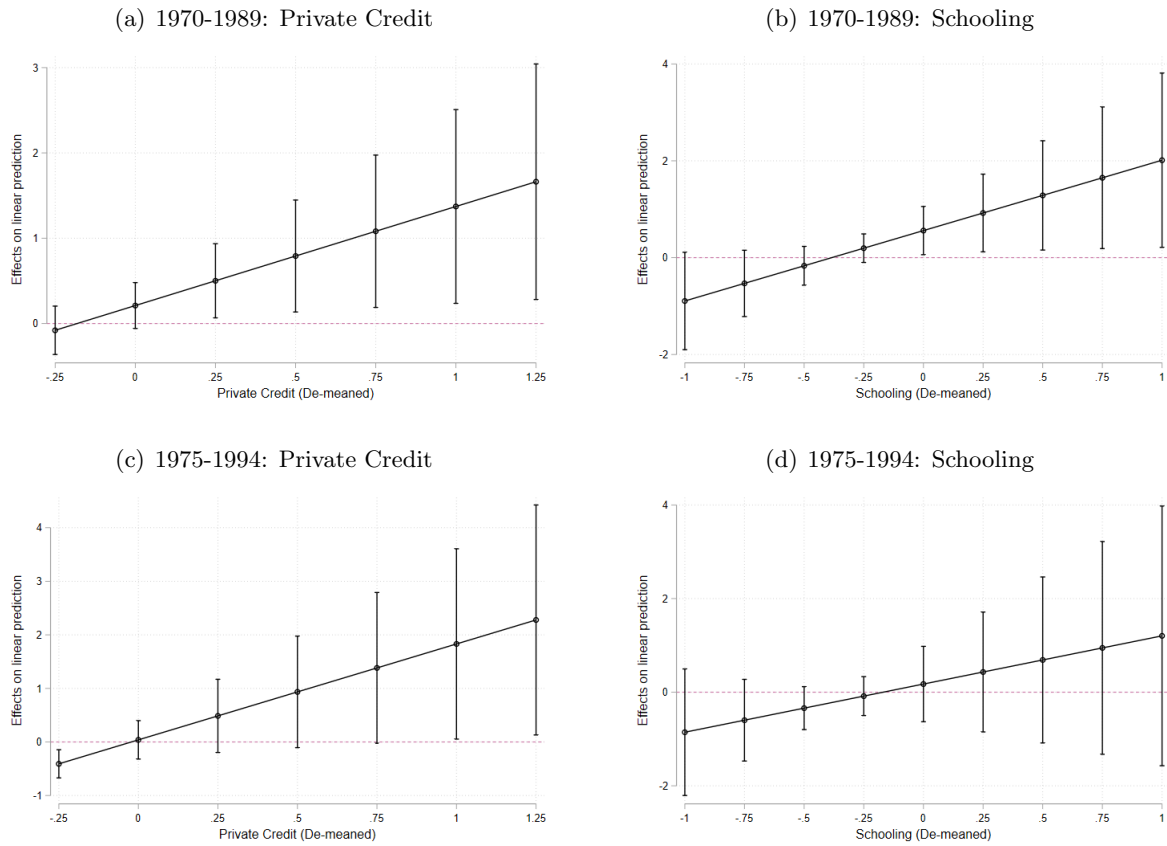 (a) 1970-1989: Private Credit
(b) 1970-1989: Schooling
Effects on linear prediction
3
2
1
0
-.25 0 .25 .5 .75 1 1.25
Private Credit (De-meaned)
Effects on linear prediction
4
2
0
-2
-1 -.75 -.5 -.25 0 .25 .5 .75 1
Schooling (De-meaned)
(c) 1975-1994: Private Credit
(d) 1975-1994: Schooling
Effects on linear prediction
4
3
2
1
0
-1
-.25 0 .25 .5 .75 1 1.25
Private Credit (De-meaned)
Effects on linear prediction
4
2
0
-2
-1 -.75 -.5 -.25 0 .25 .5 .75 1
Schooling (De-meaned)